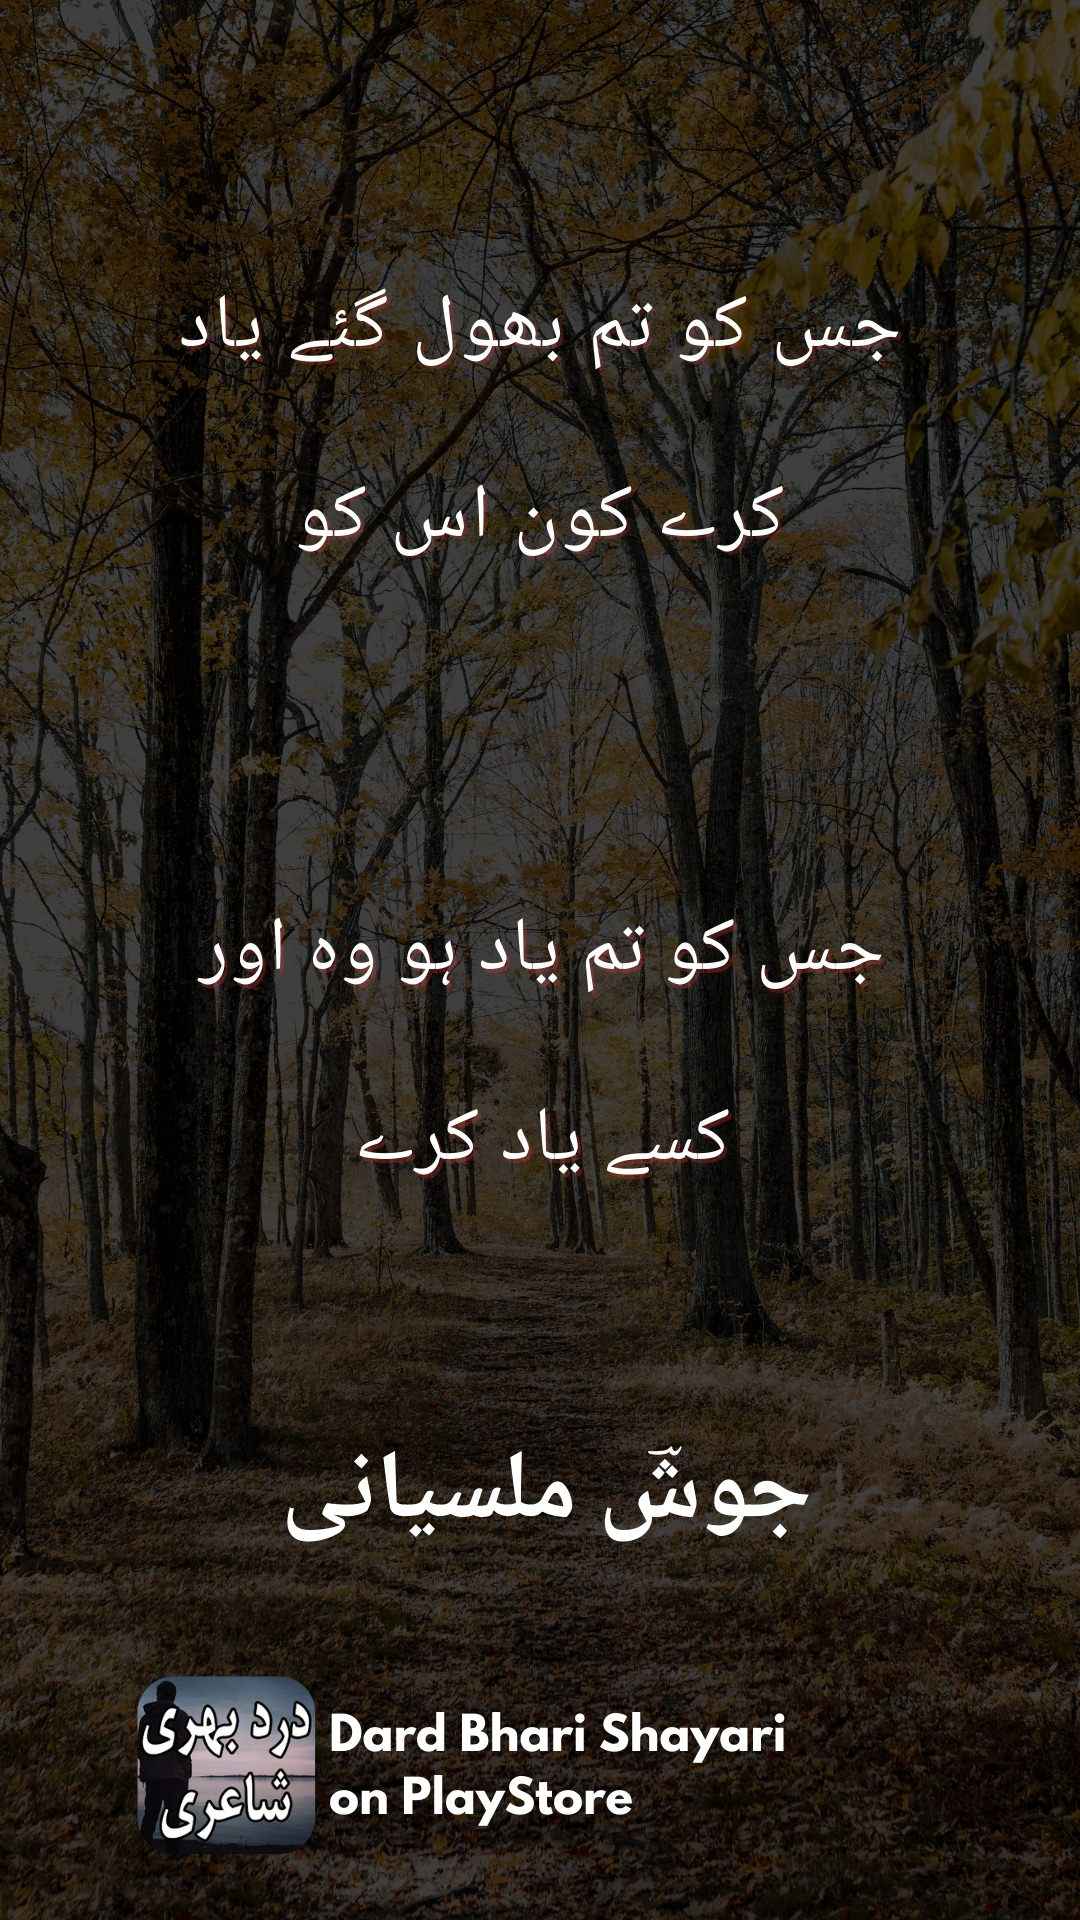 جس کو تم بھول گئے یاد
کرے کون اس کو
جس کو تم یاد ہو وہ اور
کسے یاد کرے
جوشؔ ملسیانی
درد بھری
شاعری
Dard Bhari Shayari
on PlayStore